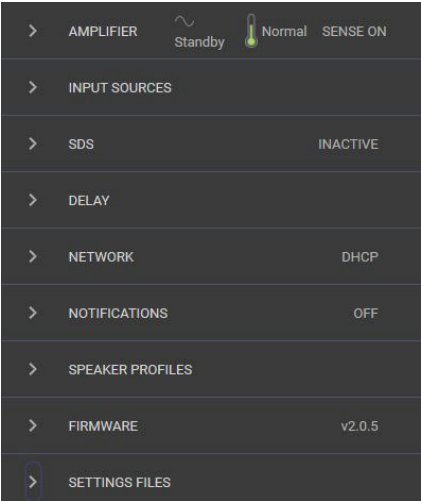 AMPLIFIER Standby Normal SENSE ON
INPUT SOURCES
SDS INACTIVE
DELAY
NETWORK DHCP
NOTIFICATIONS OFF
SPEAKER PROFILES
FIRMWARE v2.0.5
SETTINGS FILES